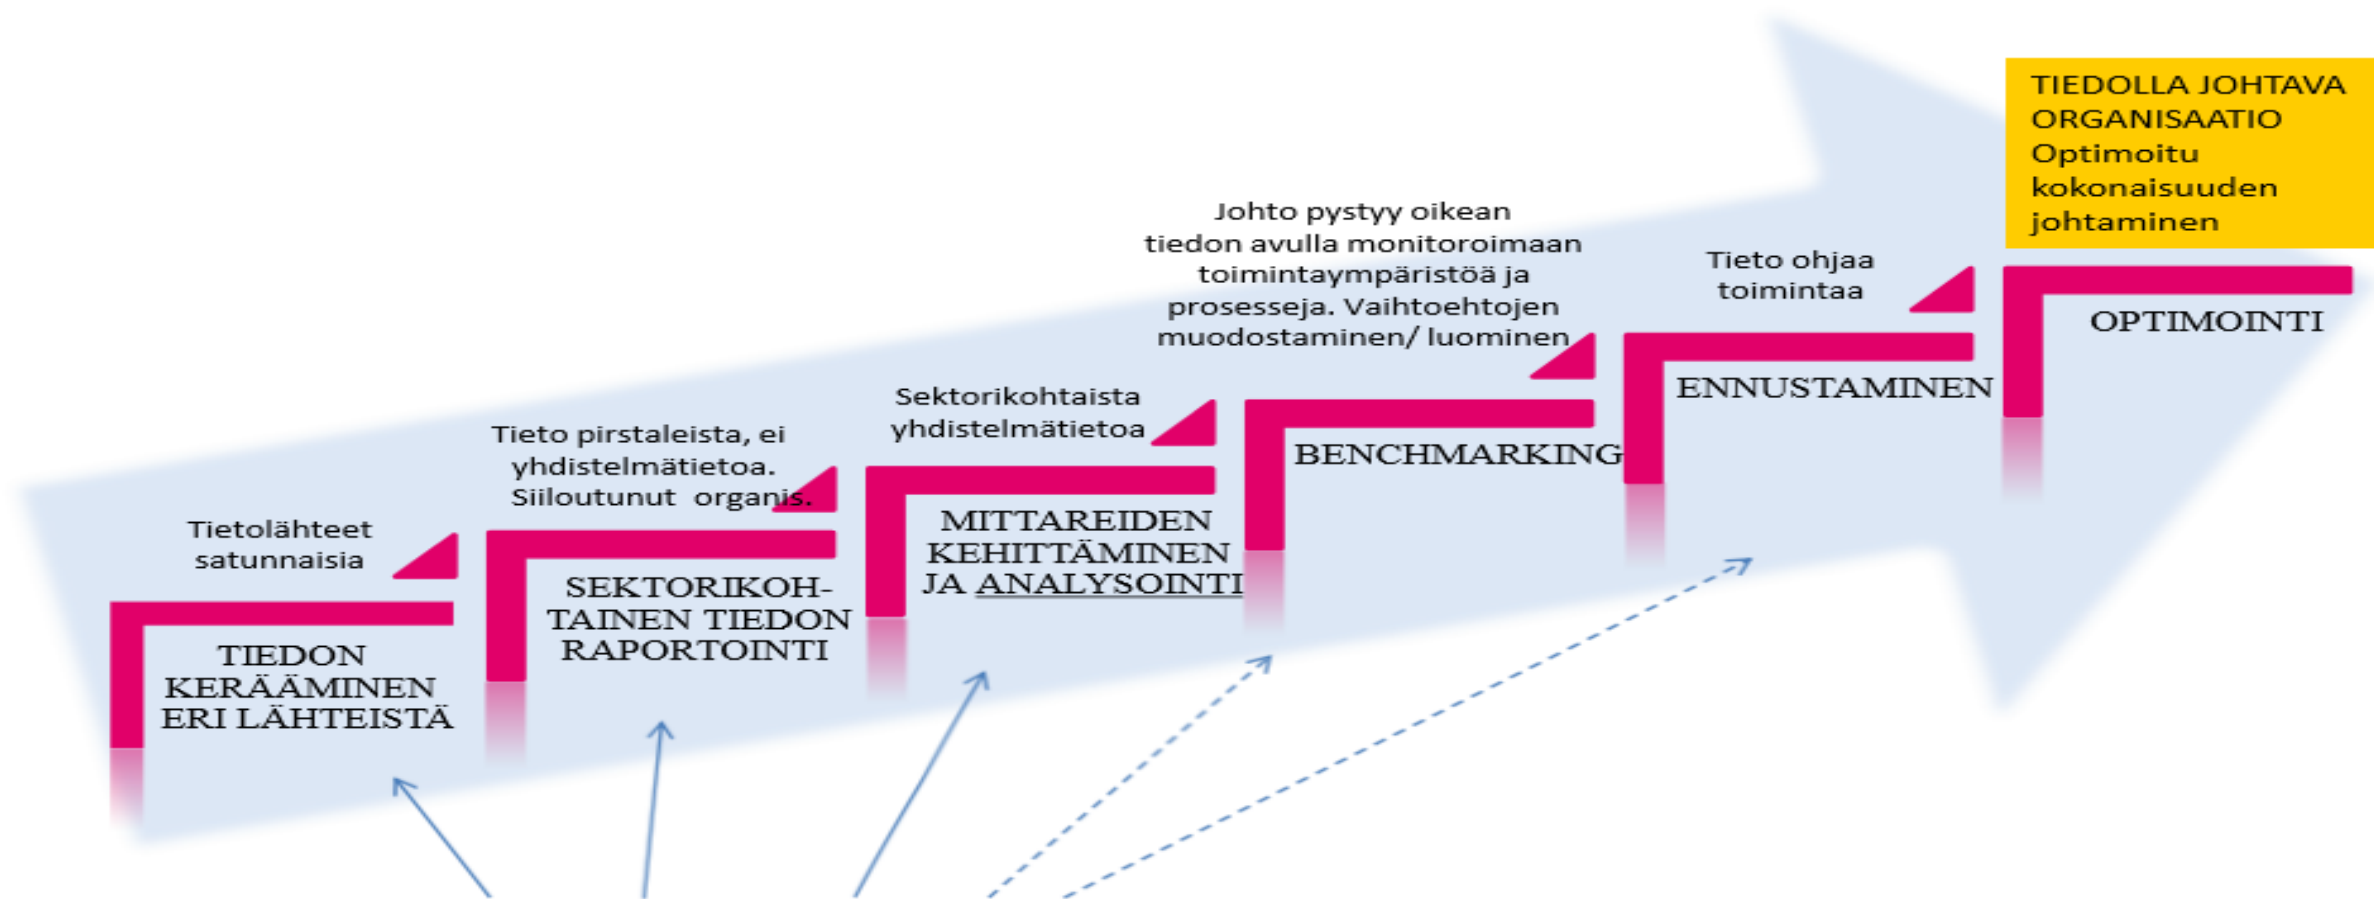 Tietolähteet
satunnaisia
TIEDON
KERÄÄMINEN
ERI LÄHTEISTÄ
Tieto pirstaleista, ei
yhdistelmätietoa.
Siiloutunut organis.
SEKTORIKOH-
TAINEN TIEDON
RAPORTOINTI
Sektorikohtaista
yhdistelmätietoa
MITTAREIDEN
KEHITTÄMINEN
JA ANALYSOINTI
Johto pystyy oikean
tiedon avulla monitoroimaan
toimintaympäristöä ja
prosesseja. Vaihtoehtojen
muodostaminen/ luominen
BENCHMARKING
Tieto ohjaa
toimintaa
ENNUSTAMINEN
TIEDOLLA JOHTAVA
ORGANISAATIO
Optimoitu
kokonaisuuden
johtaminen
OPTIMOINTI